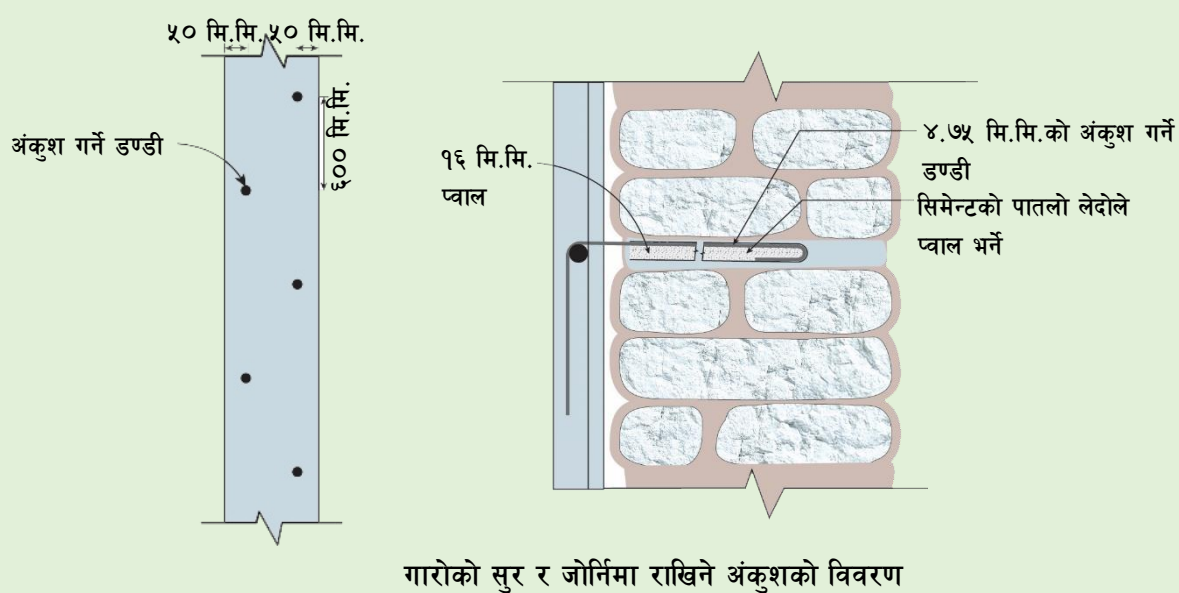 ५० मि.मि. ५० मि.मि.
६०० मि.मि.
अंकुश गर्ने डण्डी
१६ मि.मि.
प्वाल
४.७५ मि.मि.को अंकुश गर्ने
डण्डी
सिमेन्टको पातलो लेदोले
प्वाल भर्ने
गारोको सुर र जोर्निमा राखिने अंकुशको विवरण